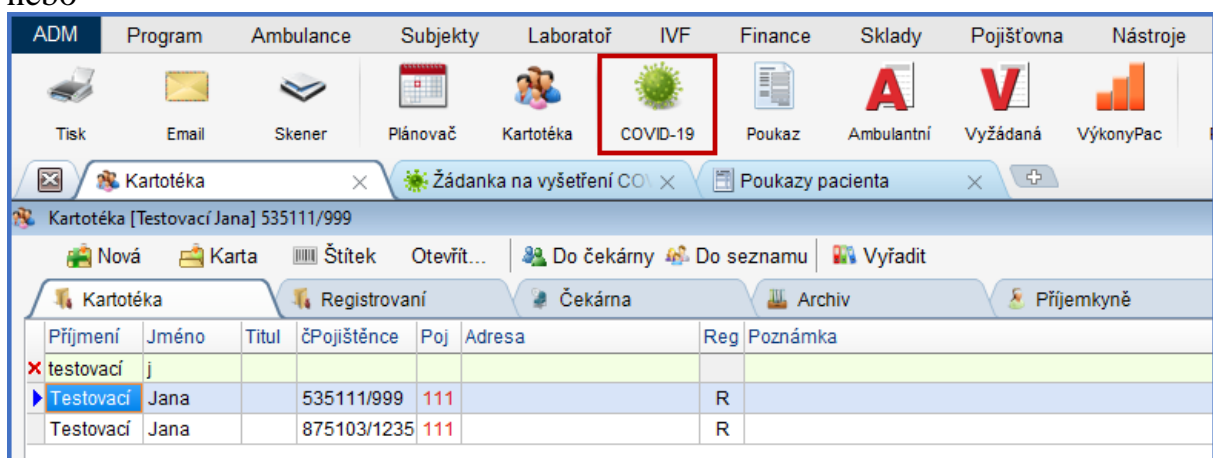 nebo
ADM Program Ambulance Subjekty Laboratoř IVF Finance Sklady Pojišťovna Nástroje
Tisk Email Skener Plánovač Kartotéka COVID-19 Poukaz Ambulantní Vyžádaná VýkonyPac
Kartotéka Žádanka na vyšetření CO Poukazy pacienta
Kartotéka [Testovací Jana] 535111/999
Nová Karta Štítek Otevřít... Do čekárny Do seznamu Vyřadit
Kartotéka Registrovaní Čekárna Archiv Příjemkyně
Příjmení Jméno Titul čPojištěnce Poj Adresa Reg Poznámka
testovací j
Testovací Jana 535111/999 111 R
Testovací Jana 875103/1235 111 R